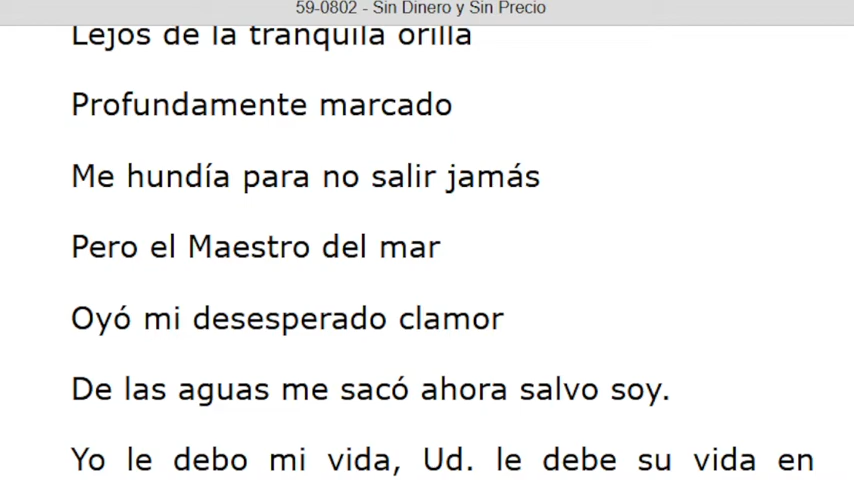 59-0802 - Sin Dinero y Sin Precio
Lejos de la tranquila orilla
Profundamente marcado
Me hundía para no salir jamás
Pero el Maestro del mar
Oyó mi desesperado clamor
De las aguas me sacó ahora salvo soy.
Yo le debo mi vida, Ud. le debe su vida en